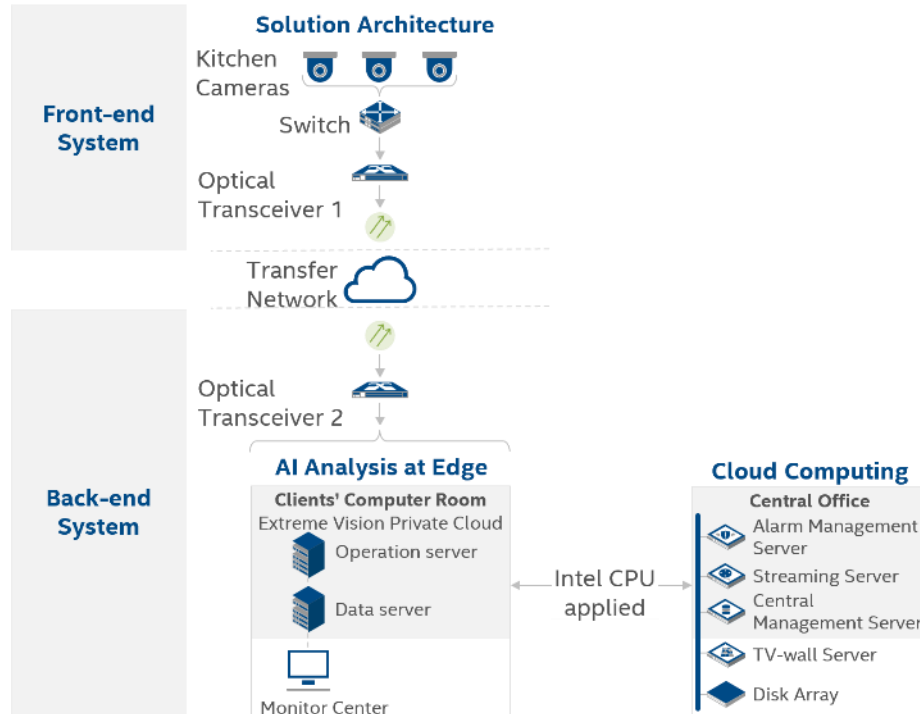 Solution Architecture
Kitchen
Cameras
Switch
Front-end
System
Optical
Transceiver 1
Transfer
Network
Optical
Transceiver 2
Back-end
System
AI Analysis at Edge
Clients' Computer Room
Extreme Vision Private Cloud
Operation server
Data server
Monitor Center
Intel CPU
applied
Cloud Computing
Central Office
Alarm Management
Server
Streaming Server
Central
Management Server
TV-wall Server
Disk Array